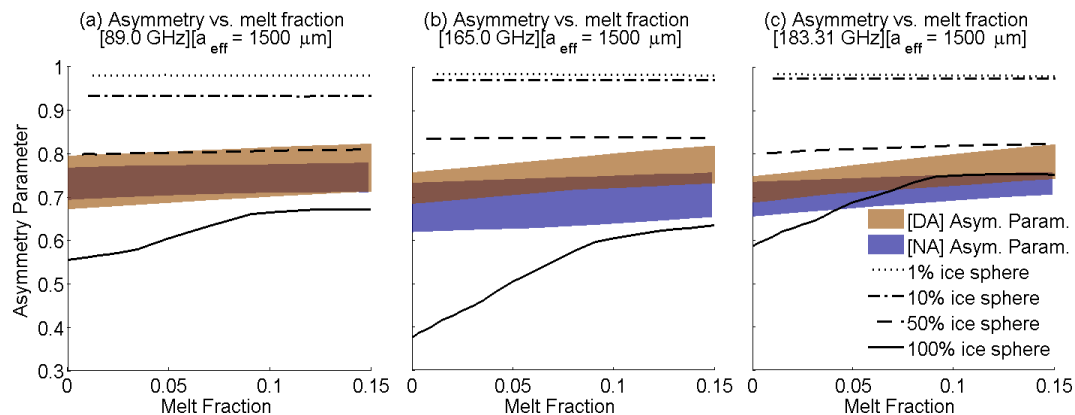 (a) Asymmetry vs. melt fraction
[89.0 GHz][a eff = 1500 μm]
(b) Asymmetry vs. melt fraction
[165.0 GHz][a eff = 1500 μm]
(c) Asymmetry vs. melt fraction
[183.31 GHz][a eff = 1500 μm]
Asymmetry Parameter
1
0.9
0.8
0.7
0.6
0.5
0.4
0.3
0
0.05
0.1
0.15
Melt Fraction
0
0.05
0.1
0.15
Melt Fraction
0
0.05
0.1
0.15
Melt Fraction
[DA] Asym. Param.
[NA] Asym. Param.
1% ice sphere
10% ice sphere
50% ice sphere
100% ice sphere